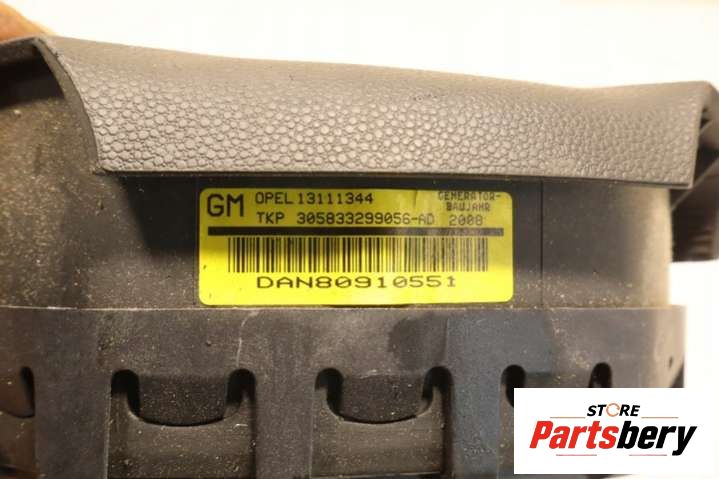 GM OPEL 13111344 GENERATOR-
BAUJAHR
TKP 305833299056-AD 2008
DAN80910551
STORE
Partsbery